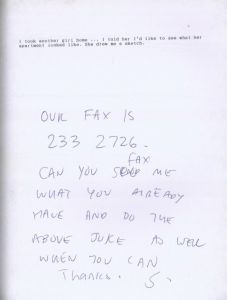 I took another girl home ... I told her I'd like to see what her
apartment looked like. She drew me a sketch.
OUR FAX IS
233 2726.
CAN YOU FAX ME
WHAT YOU ALREADY
HAVE AND DO THE
ABOVE JOKE AS WELL
WHEN YOU CAN
Thanks. S.